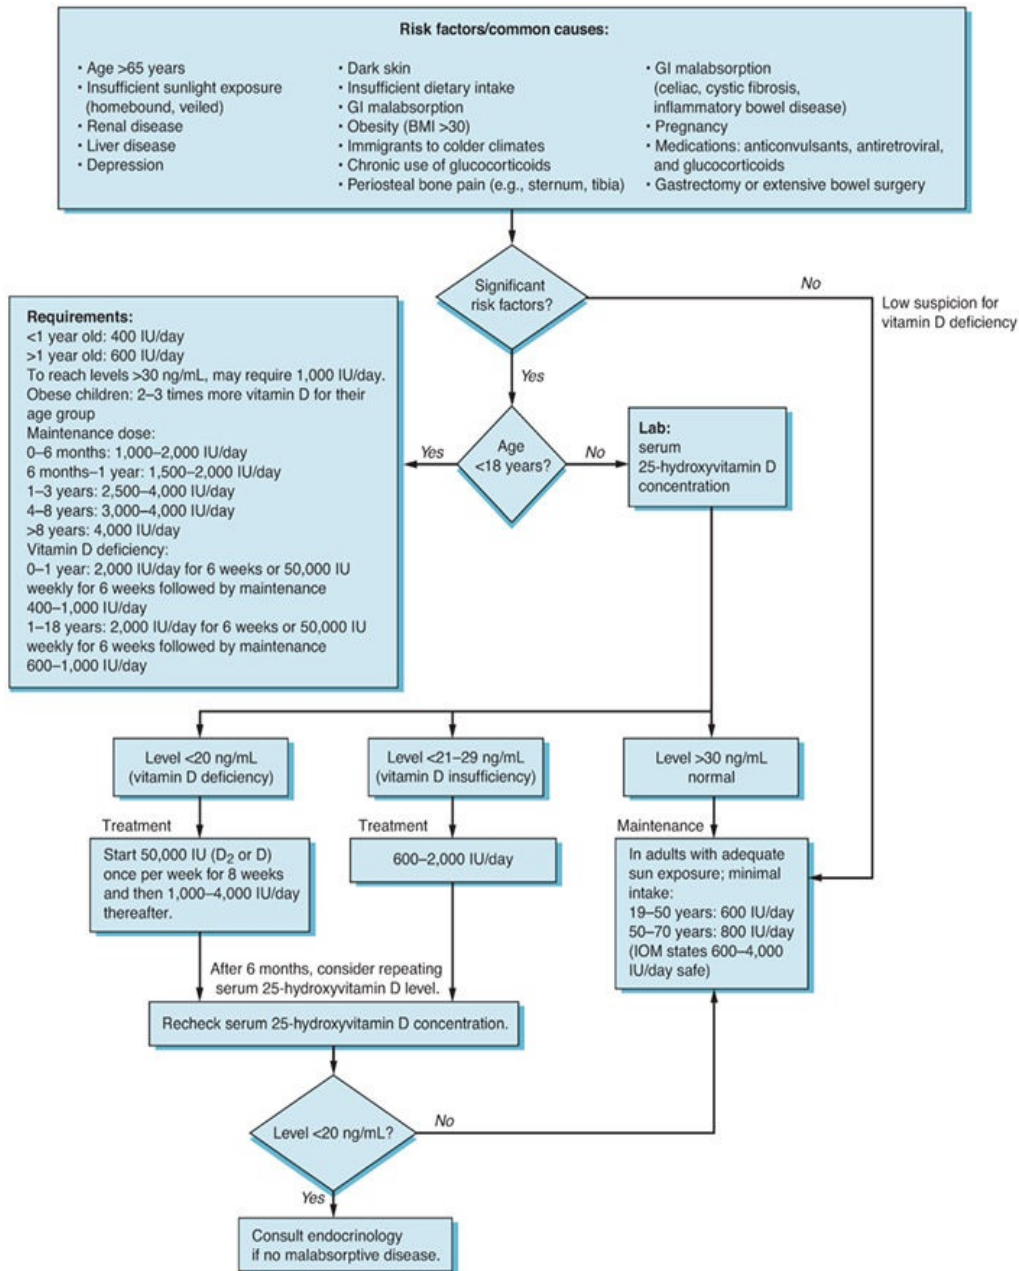 Risk factors/common causes:
• Age >65 years
• Insufficient sunlight exposure
(homebound, veiled)
• Renal disease
• Liver disease
• Depression
• Dark skin
• Insufficient dietary intake
• GI malabsorption
• Obesity (BMI >30)
• Immigrants to colder climates
• Chronic use of glucocorticoids
• Periosteal bone pain (e.g., sternum, tibia)
• GI malabsorption
(celiac, cystic fibrosis,
inflammatory bowel disease)
• Pregnancy
• Medications: anticonvulsants, antiretroviral,
and glucocorticoids
• Gastrectomy or extensive bowel surgery
Significant
risk factors?
No
Low suspicion for
vitamin D deficiency
Yes
Age
<18 years?
Yes
No
Requirements:
<1 year old: 400 IU/day
>1 year old: 600 IU/day
To reach levels >30 ng/mL, may require 1,000 IU/day.
Obese children: 2–3 times more vitamin D for their
age group
Maintenance dose:
0–6 months: 1,000–2,000 IU/day
6 months–1 year: 1,500–2,000 IU/day
1–3 years: 2,500–4,000 IU/day
4–8 years: 3,000–4,000 IU/day
>8 years: 4,000 IU/day
Vitamin D deficiency:
0–1 year: 2,000 IU/day for 6 weeks or 50,000 IU
weekly for 6 weeks followed by maintenance
400–1,000 IU/day
1–18 years: 2,000 IU/day for 6 weeks or 50,000 IU
weekly for 6 weeks followed by maintenance
600–1,000 IU/day
Lab:
serum
25-hydroxyvitamin D
concentration
Level <20 ng/mL
(vitamin D deficiency)
Level <21–29 ng/mL
(vitamin D insufficiency)
Level >30 ng/mL
normal
Treatment
Start 50,000 IU (D₂ or D)
once per week for 8 weeks
and then 1,000–4,000 IU/day
thereafter.
Treatment
600–2,000 IU/day
Maintenance
In adults with adequate
sun exposure; minimal
intake:
19–50 years: 600 IU/day
50–70 years: 800 IU/day
(IOM states 600–4,000
IU/day safe)
After 6 months, consider repeating
serum 25-hydroxyvitamin D level.
Recheck serum 25-hydroxyvitamin D concentration.
Level <20 ng/mL?
No
Yes
Consult endocrinology
if no malabsorptive disease.